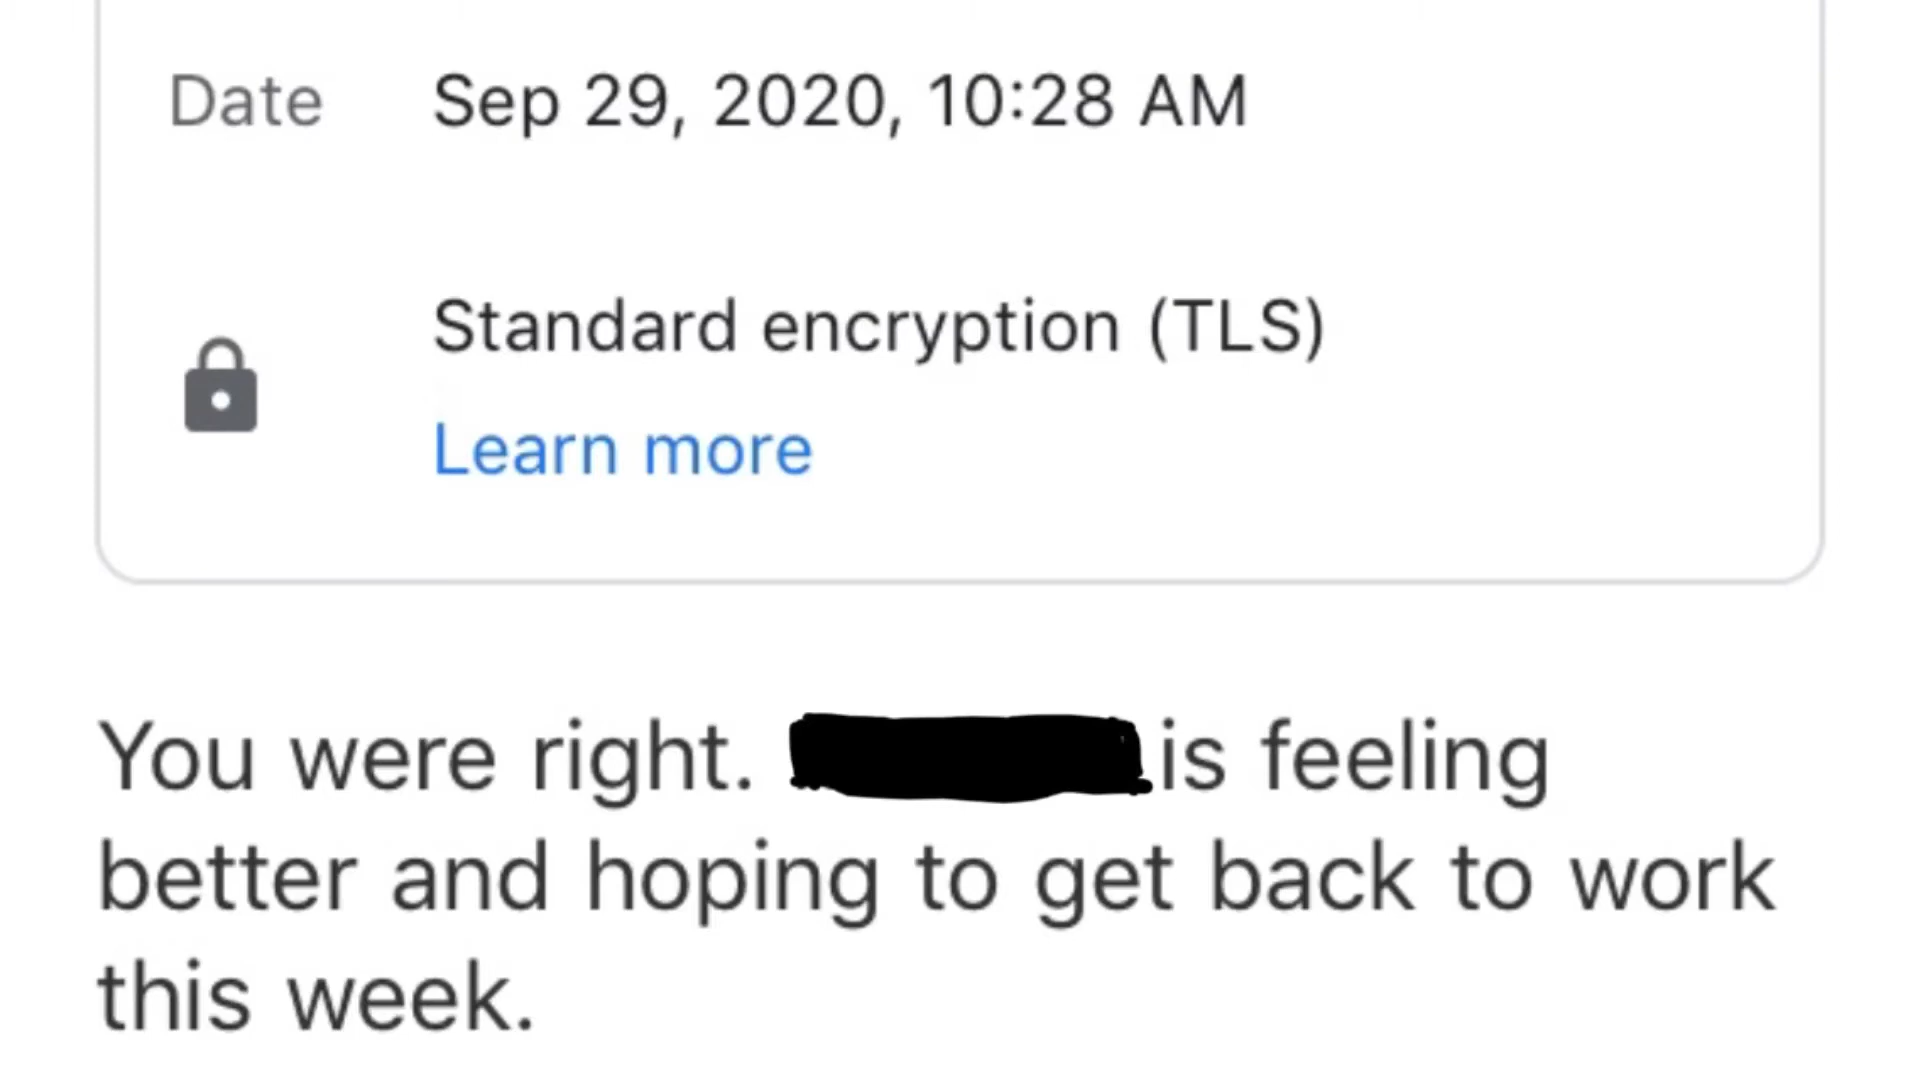 Date Sep 29, 2020, 10:28 AM
Standard encryption (TLS)
Learn more
You were right. is feeling
better and hoping to get back to work
this week.